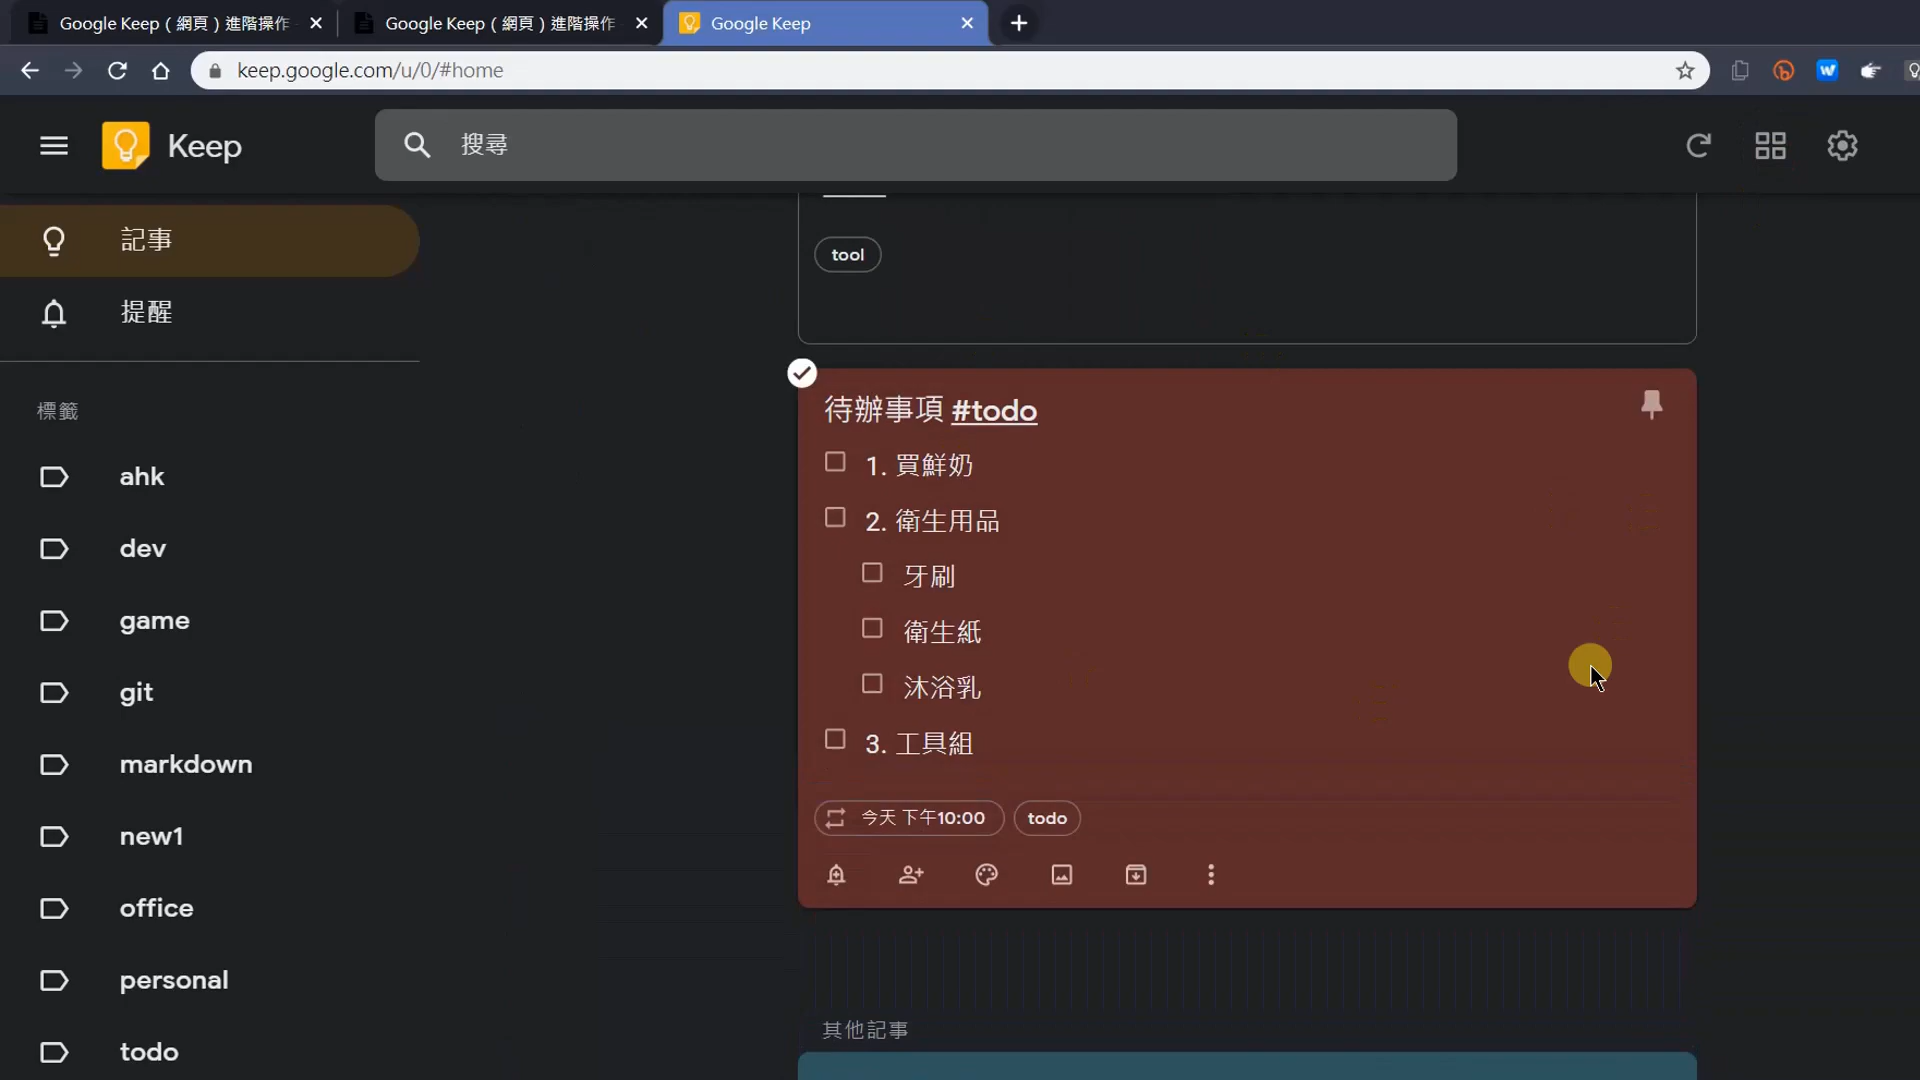 Google Keep（網頁）進階操作
Google Keep（網頁）進階操作
Google Keep
keep.google.com/u/0/#home
Keep
搜尋
記事
提醒
標籤
ahk
dev
game
git
markdown
new1
office
personal
todo
tool
待辦事項 #todo
1. 買鮮奶
2. 衛生用品
牙刷
衛生紙
沐浴乳
3. 工具組
今天 下午10:00
todo
其他記事